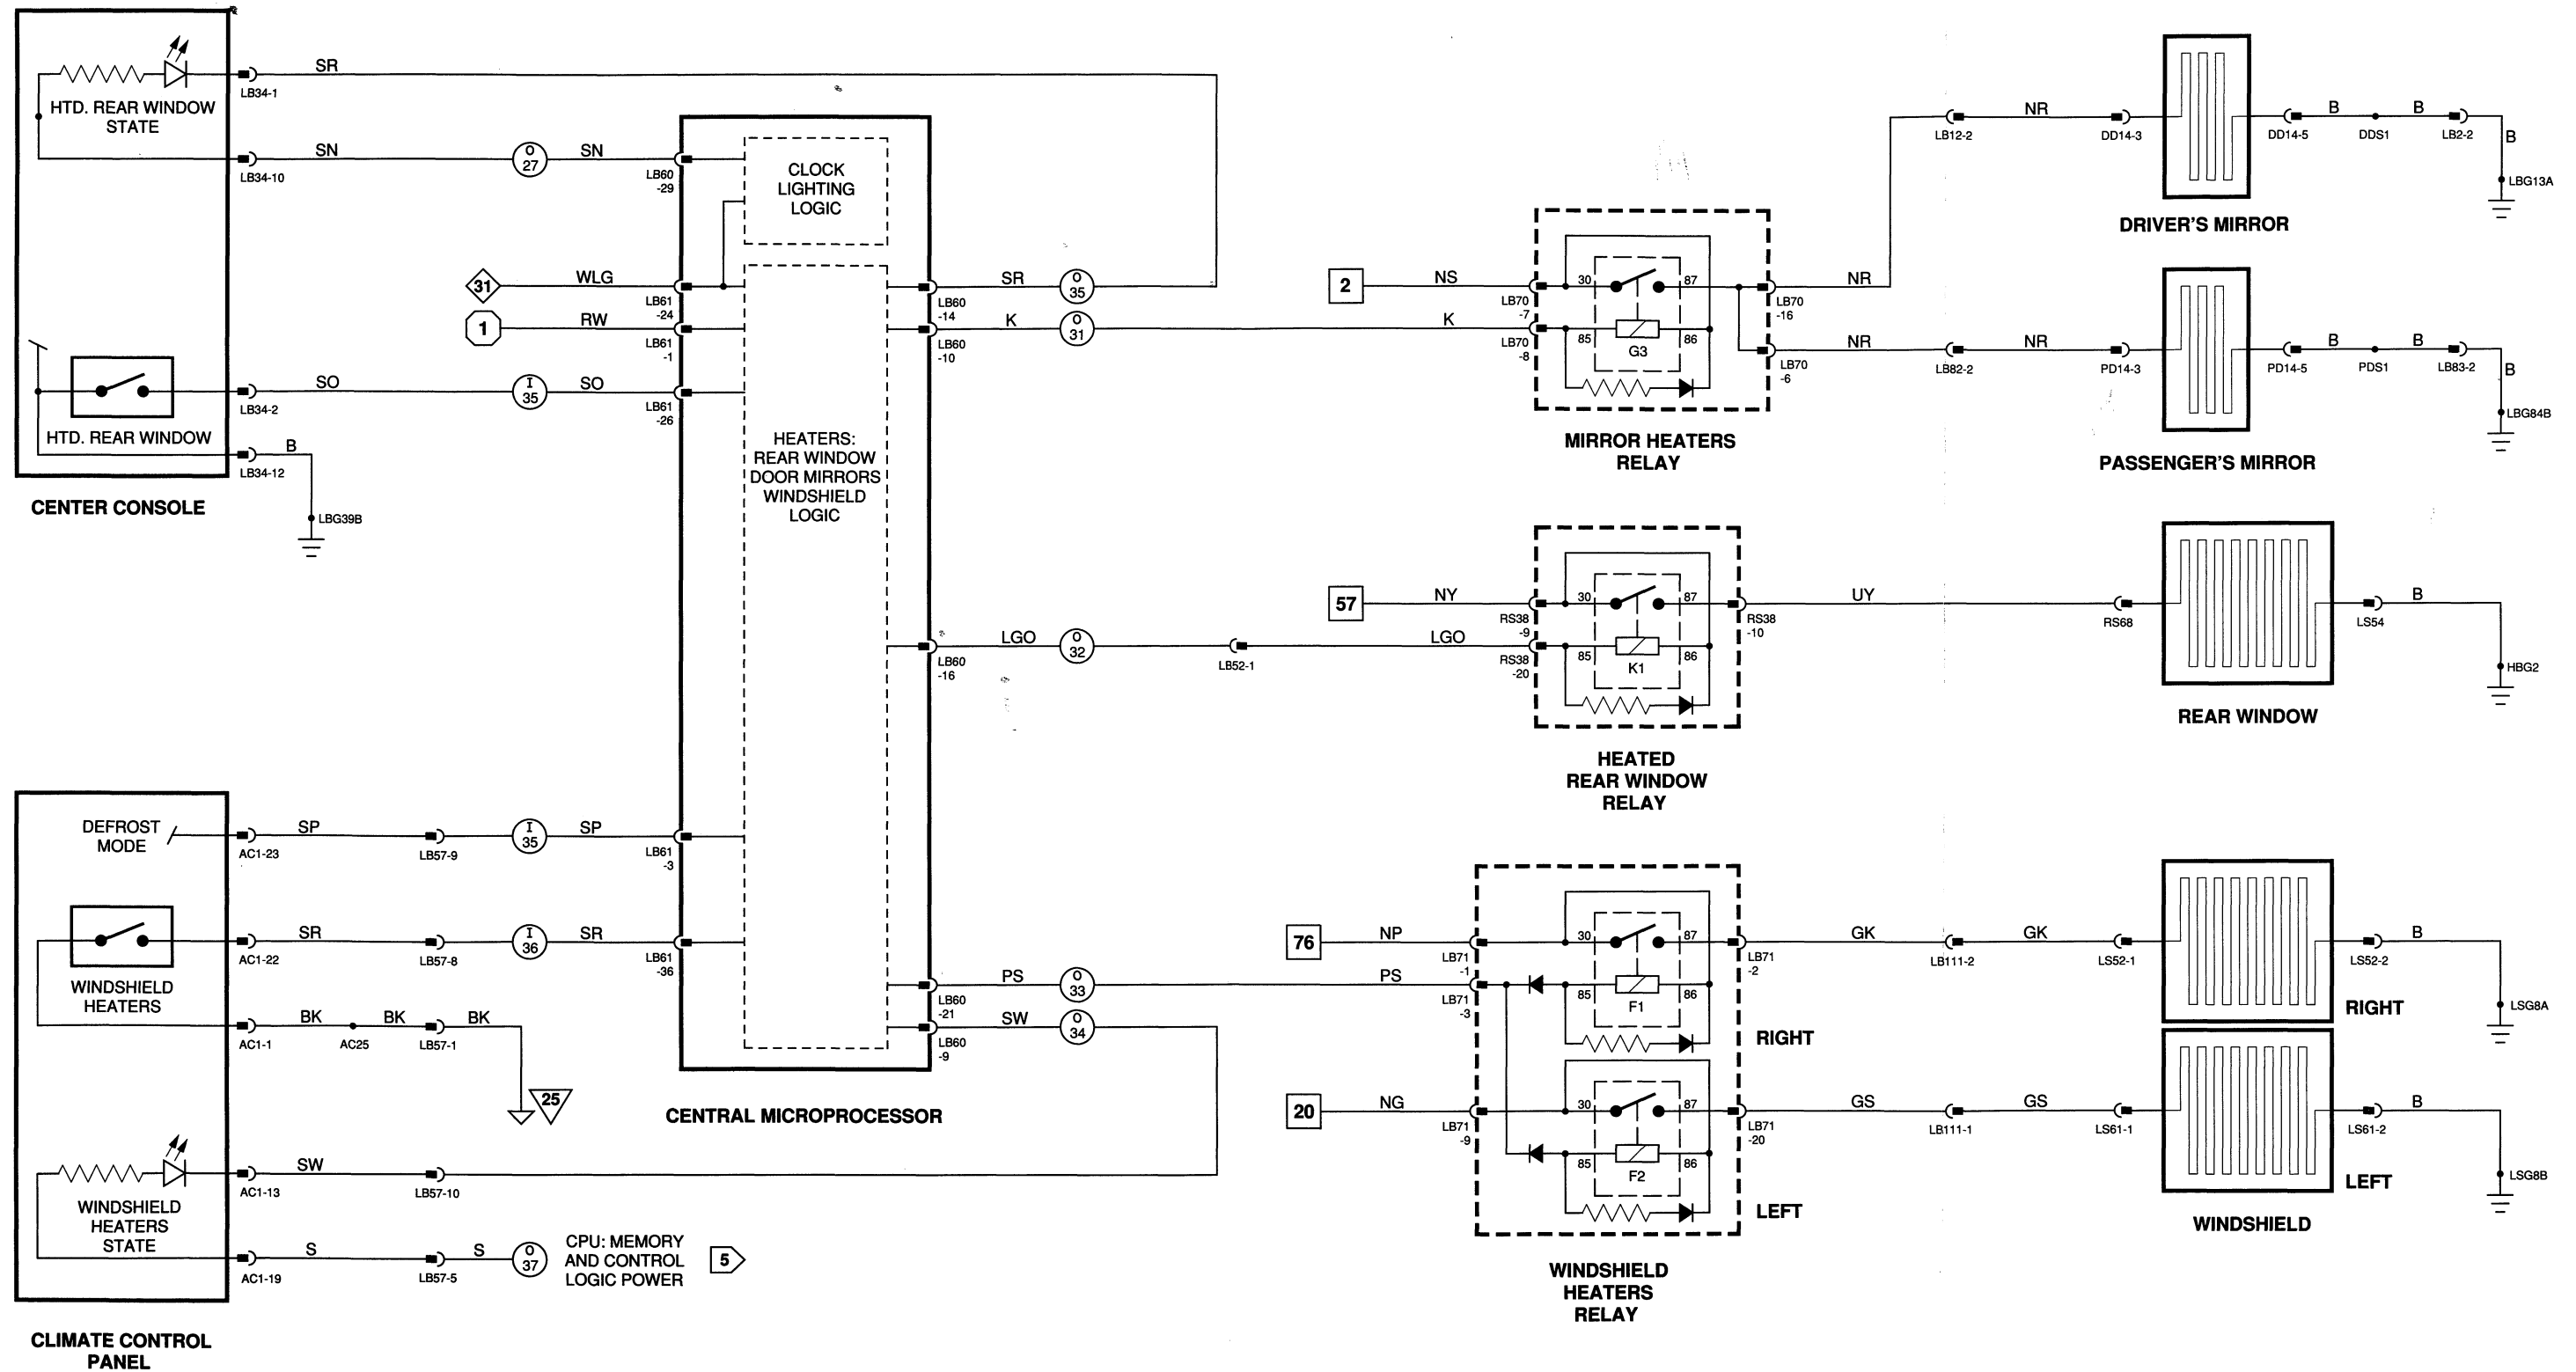 SR
LB34-1
HTD. REAR WINDOW
STATE
SN
O
27
SN
LB34-10
LB60
-29
CLOCK
LIGHTING
LOGIC
31
WLG
LB61
-24
1
RW
LB61
-1
SO
I
35
SO
LB34-2
LB61
-26
HTD. REAR WINDOW
B
LB34-12
LBG39B
CENTER CONSOLE
HEATERS:
REAR WINDOW
DOOR MIRRORS
WINDSHIELD
LOGIC
SR
O
35
LB60
-14
K
O
31
K
LB60
-10
LGO
O
32
LB60
-16
LB52-1
LGO
DEFROST
MODE
SP
I
35
SP
AC1-23
LB57-9
LB61
-3
SR
I
36
SR
AC1-22
LB57-8
LB61
-36
WINDSHIELD
HEATERS
BK
BK
BK
AC1-1
AC25
LB57-1
25
PS
O
33
PS
LB60
-21
SW
O
34
LB60
-9
CENTRAL MICROPROCESSOR
SW
AC1-13
LB57-10
WINDSHIELD
HEATERS
STATE
S
S
O
37
AC1-19
LB57-5
CPU: MEMORY
AND CONTROL
LOGIC POWER
5
CLIMATE CONTROL
PANEL
2
NS
LB70
-7
LB70
-8
30
87
85
86
G3
LB70
-16
LB70
-6
NR
NR
MIRROR HEATERS
RELAY
LB12-2
NR
DD14-3
DD14-5
B
DDS1
B
LB2-2
B
LBG13A
DRIVER'S MIRROR
LB82-2
NR
PD14-3
PD14-5
B
PDS1
B
LB83-2
B
LBG84B
PASSENGER'S MIRROR
57
NY
RS38
-9
RS38
-20
30
87
85
86
K1
RS38
-10
UY
RS68
LS54
B
HBG2
REAR WINDOW
HEATED
REAR WINDOW
RELAY
76
NP
LB71
-1
LB71
-3
30
87
85
86
F1
LB71
-2
RIGHT
GK
LB111-2
GK
LS52-1
LS52-2
B
LSG8A
RIGHT
20
NG
LB71
-9
30
87
85
86
F2
LB71
-20
LEFT
GS
LB111-1
GS
LS61-1
LS61-2
B
LSG8B
LEFT
WINDSHIELD
WINDSHIELD
HEATERS
RELAY